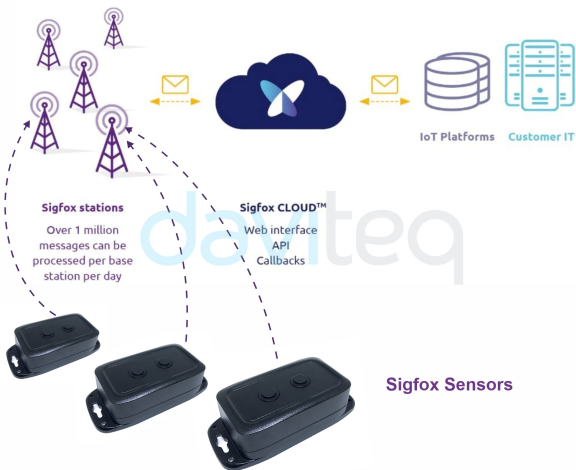 IoT Platforms
Customer IT
Sigfox stations
Over 1 million
messages can be
processed per base
station per day
Sigfox CLOUD™
Web interface
API
Callbacks
daviteq
Sigfox Sensors